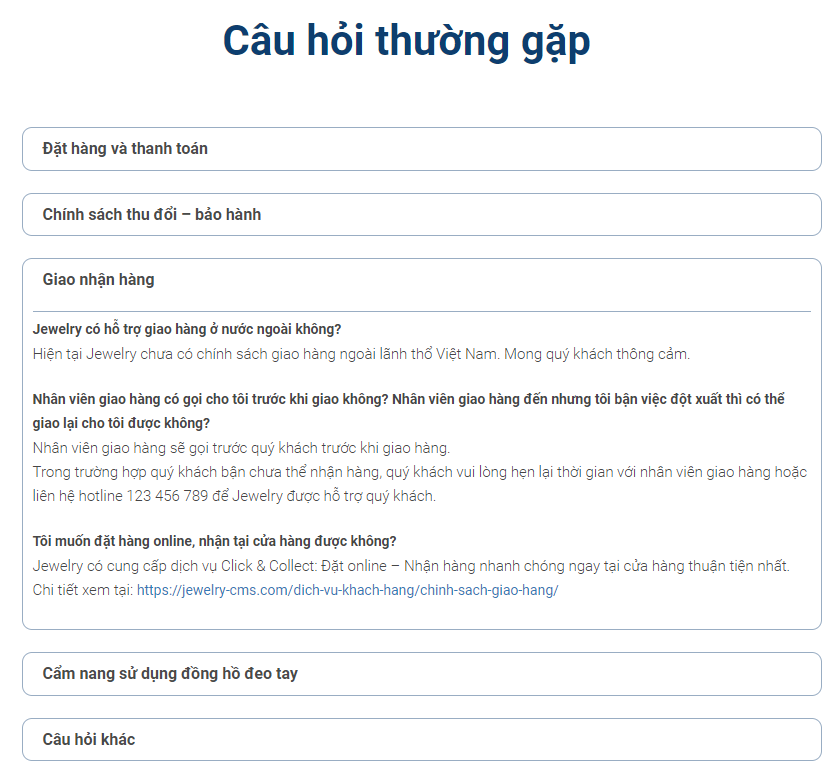 Câu hỏi thường gặp
Đặt hàng và thanh toán
Chính sách thu đổi – bảo hành
Giao nhận hàng
Jewelry có hỗ trợ giao hàng ở nước ngoài không?
Hiện tại Jewelry chưa có chính sách giao hàng ngoài lãnh thổ Việt Nam. Mong quý khách thông cảm.
Nhân viên giao hàng có gọi cho tôi trước khi giao không? Nhân viên giao hàng đến nhưng tôi bận việc đột xuất thì có thể
giao lại cho tôi được không?
Nhân viên giao hàng sẽ gọi trước quý khách trước khi giao hàng.
Trong trường hợp quý khách bận chưa thể nhận hàng, quý khách vui lòng hẹn lại thời gian với nhân viên giao hàng hoặc
liên hệ hotline 123 456 789 để Jewelry được hỗ trợ quý khách.
Tôi muốn đặt hàng online, nhận tại cửa hàng được không?
Jewelry có cung cấp dịch vụ Click & Collect: Đặt online – Nhận hàng nhanh chóng ngay tại cửa hàng thuận tiện nhất.
Chi tiết xem tại: https://jewelry-cms.com/dich-vu-khach-hang/chinh-sach-giao-hang/
Cẩm nang sử dụng đồng hồ đeo tay
Câu hỏi khác